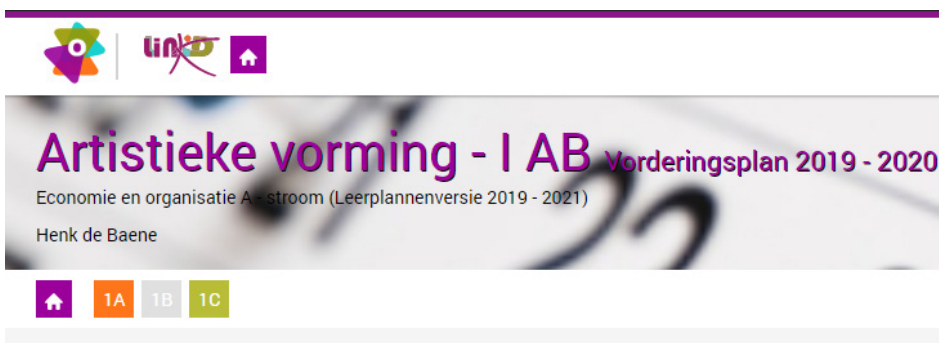 linkD
Artistieke vorming - I AB Vorderingsplan 2019 - 2020
Economie en organisatie A - stroom (Leerplannenversie 2019 - 2021)
Henk de Baene
1A 1B 1C